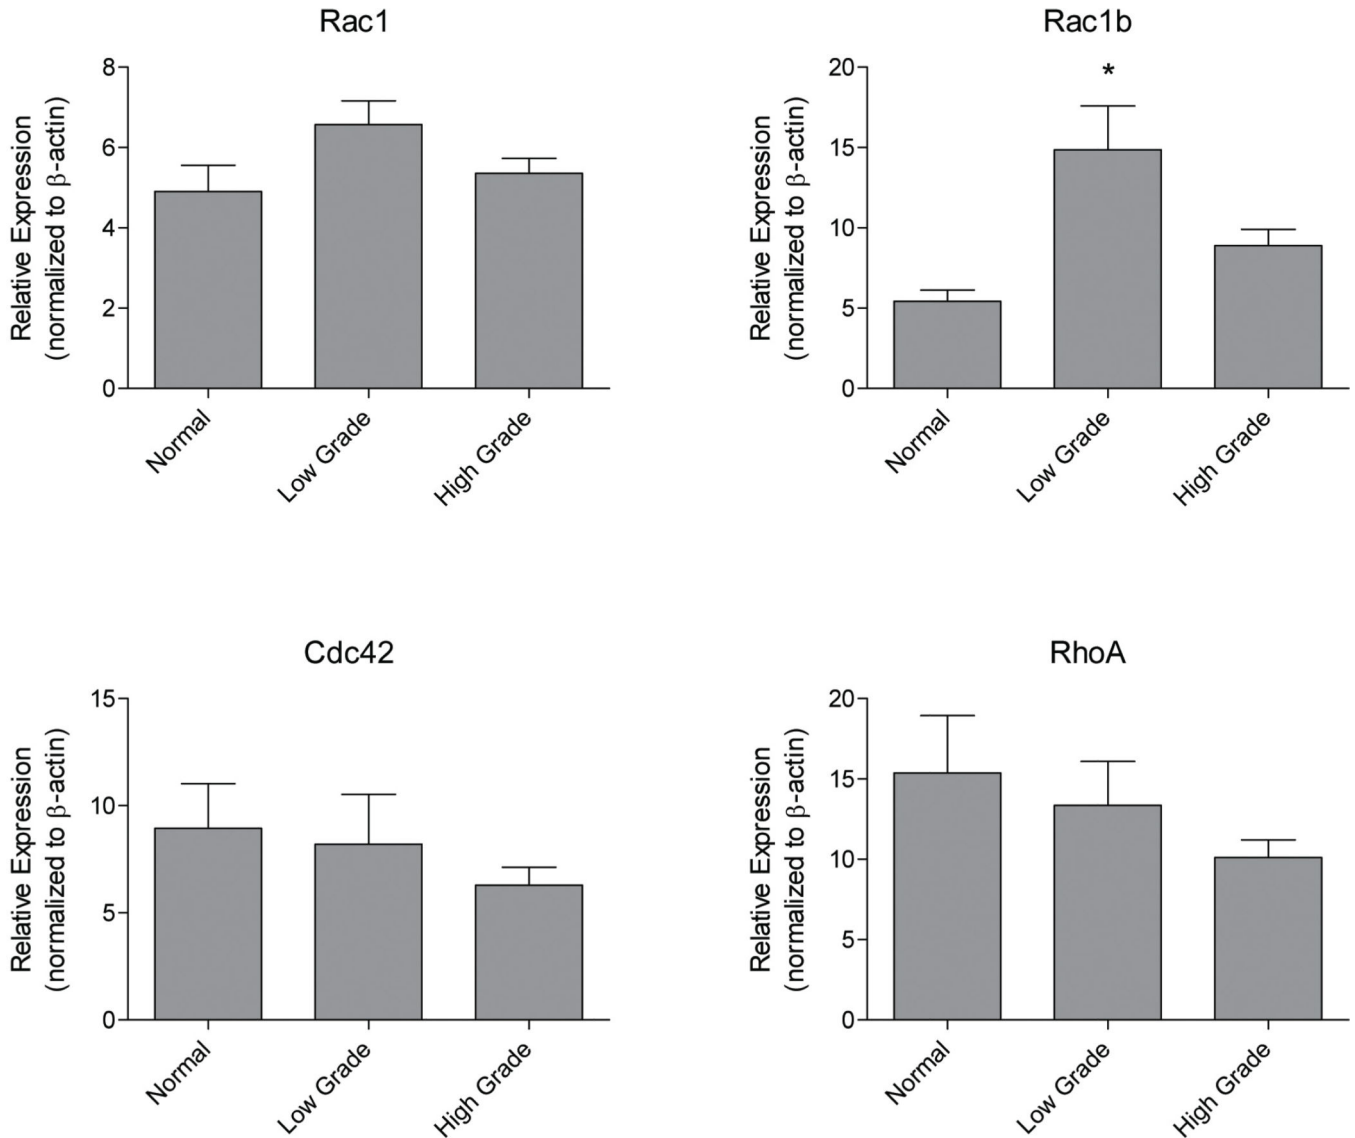 Rac1
Relative Expression
(normalized to β-actin)
8
6
4
2
0
Normal
Low Grade
High Grade
Rac1b
Relative Expression
(normalized to β-actin)
20
15
10
5
0
*
Normal
Low Grade
High Grade
Cdc42
Relative Expression
(normalized to β-actin)
15
10
5
0
Normal
Low Grade
High Grade
RhoA
Relative Expression
(normalized to β-actin)
20
15
10
5
0
Normal
Low Grade
High Grade